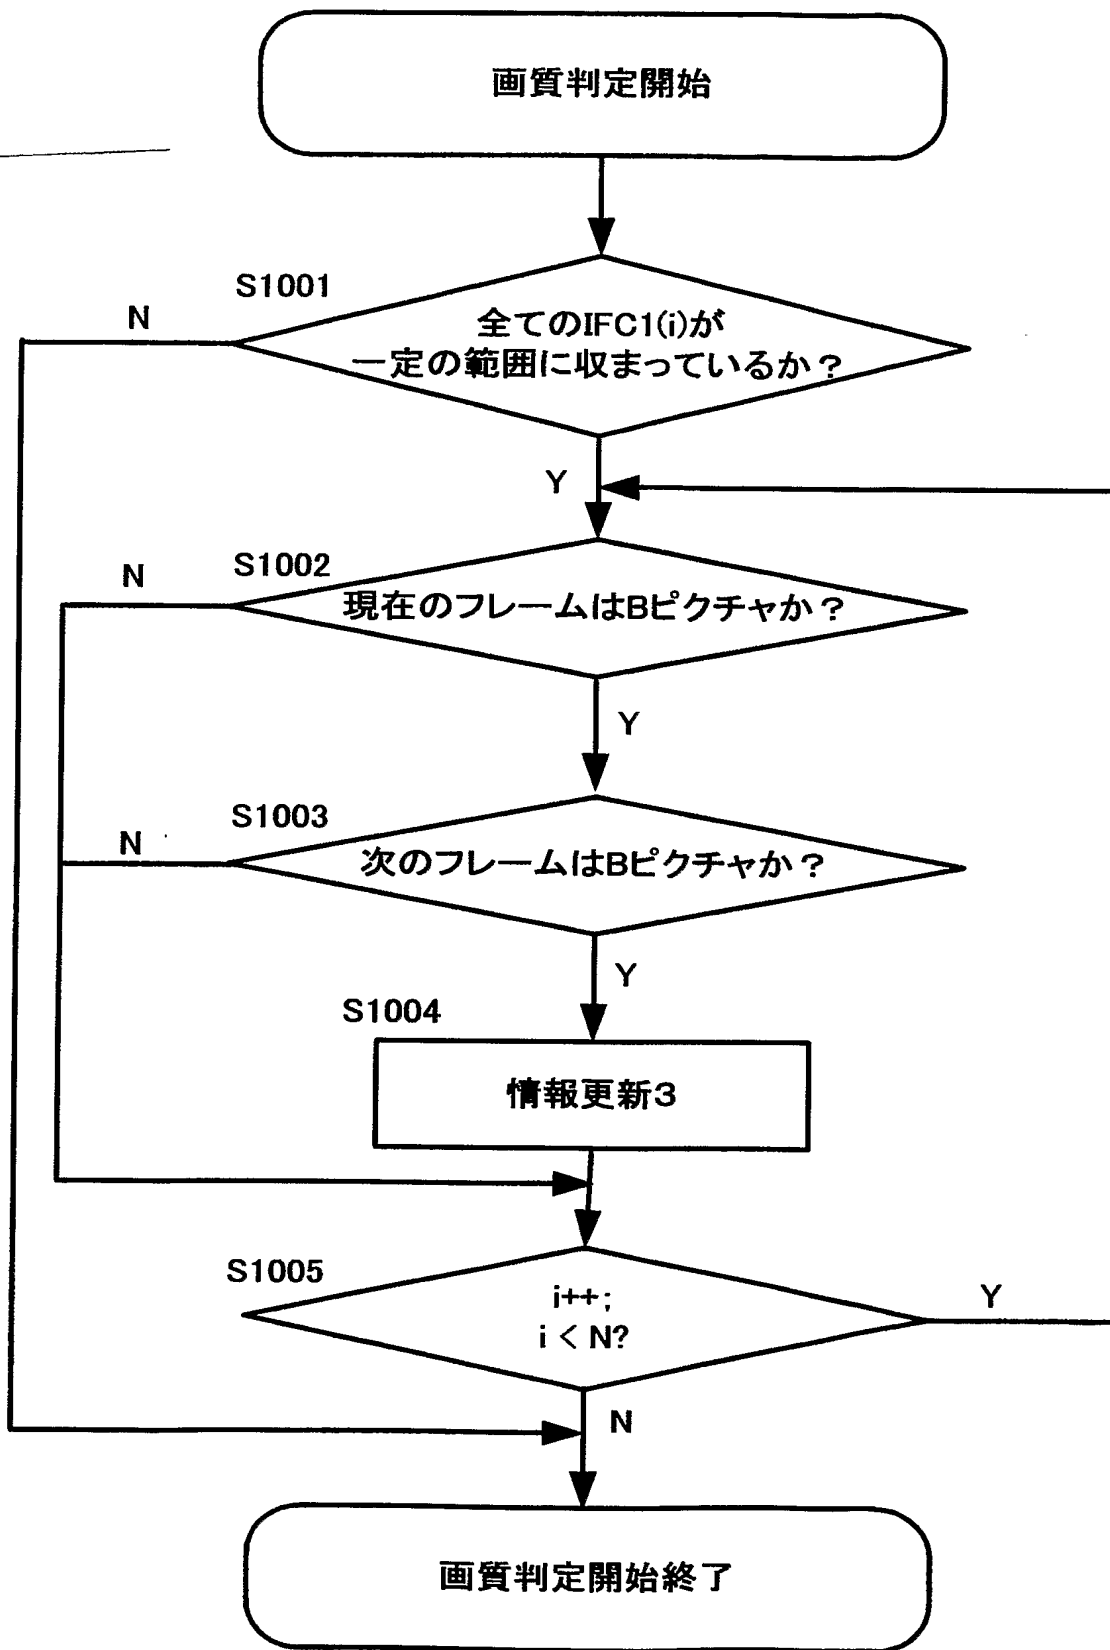 画質判定開始
S1001
N
全てのIFC1(i)が
一定の範囲に収まっているか？
Y
S1002
N
現在のフレームはBピクチャか？
Y
S1003
N
次のフレームはBピクチャか？
Y
S1004
情報更新3
S1005
i++;
i < N?
Y
N
画質判定開始終了